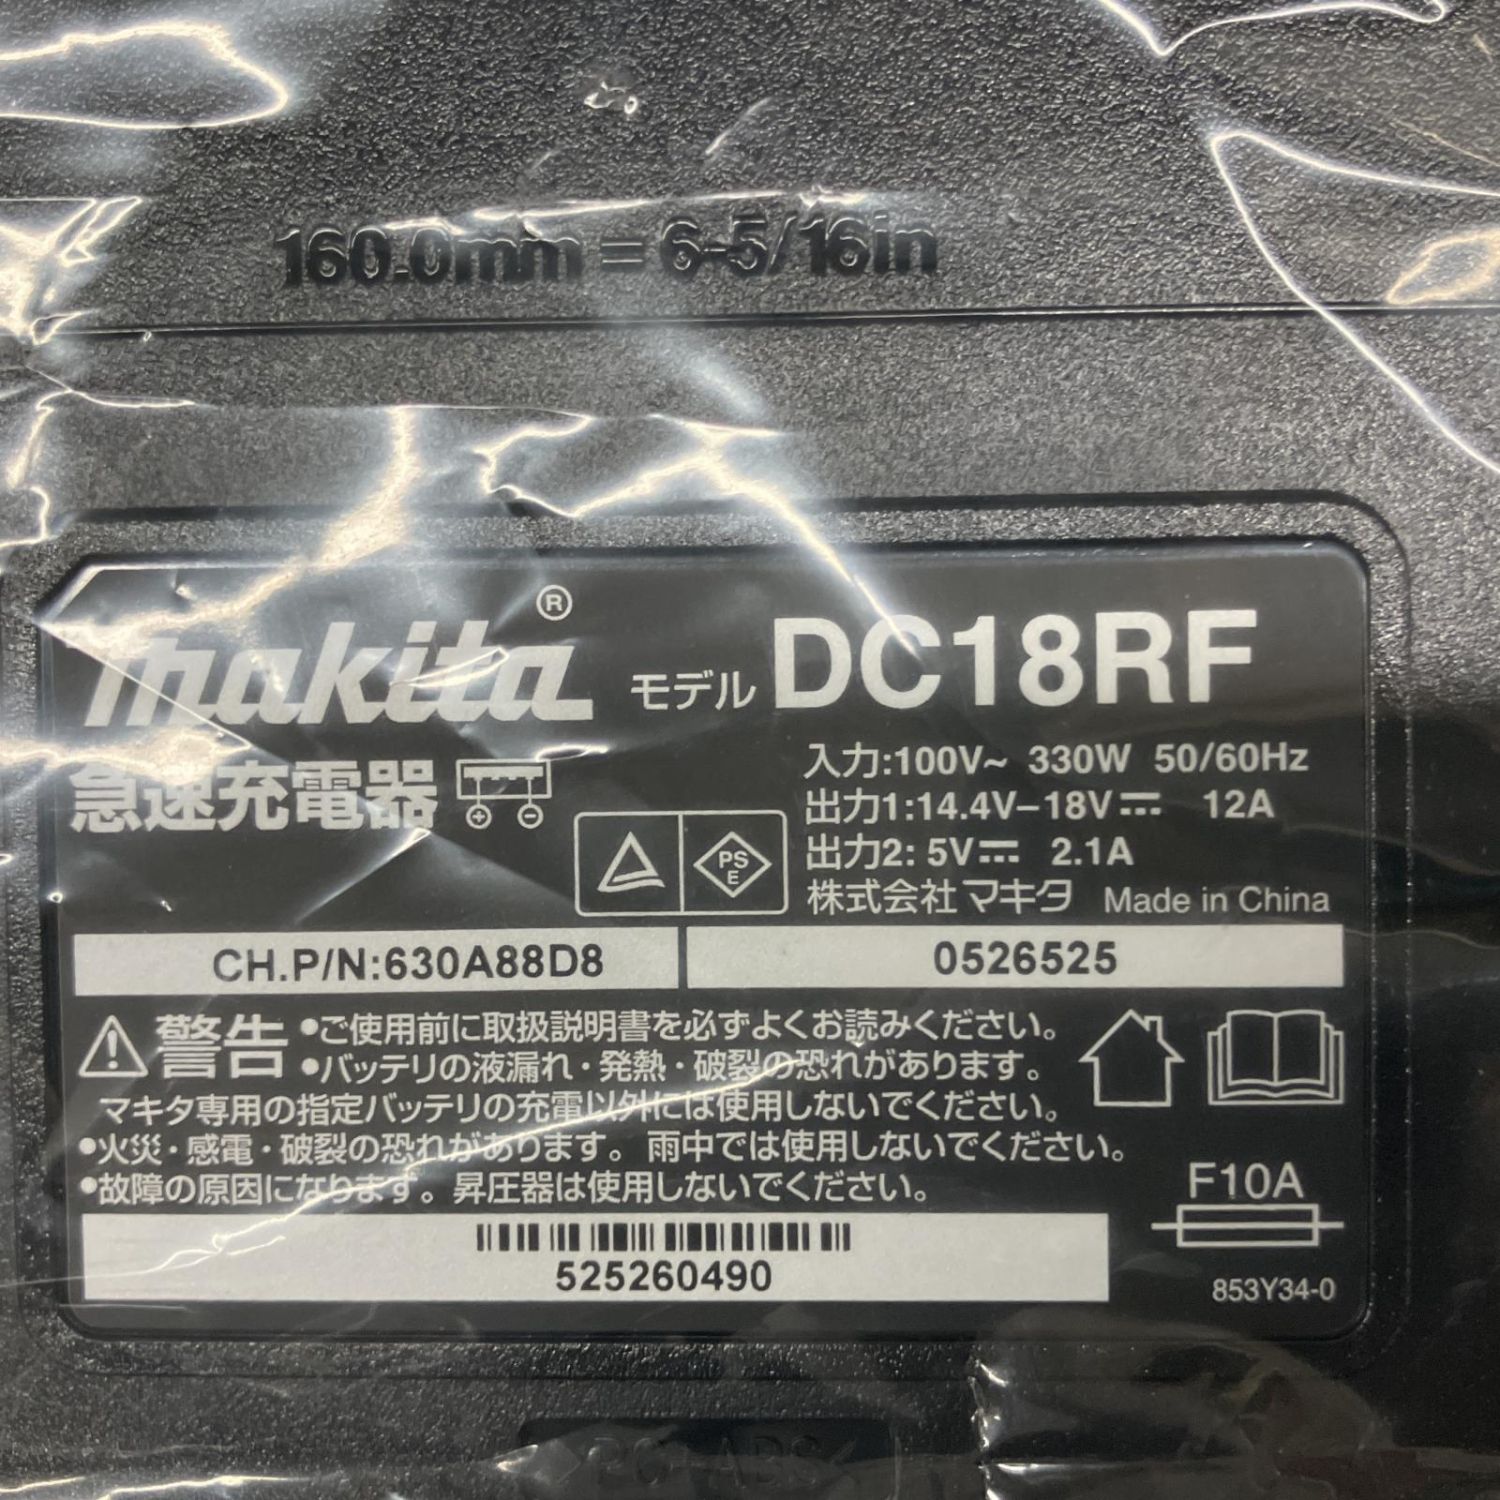 160.0mm = 6-5/16in
makita® モデル DC18RF
急速充電器
入力:100V~ 330W 50/60Hz
出力1:14.4V–18V⎓ 12A
出力2: 5V⎓ 2.1A
PS
E
株式会社マキタ Made in China
CH.P/N:630A88D8 0526525
警告 •ご使用前に取扱説明書を必ずよくお読みください。
•バッテリの液漏れ・発熱・破裂の恐れがあります。
マキタ専用の指定バッテリの充電以外には使用しないでください。
•火災・感電・破裂の恐れがあります。雨中では使用しないでください。
•故障の原因になります。昇圧器は使用しないでください。
F10A
525260490
853Y34-0
>PC+ABS<